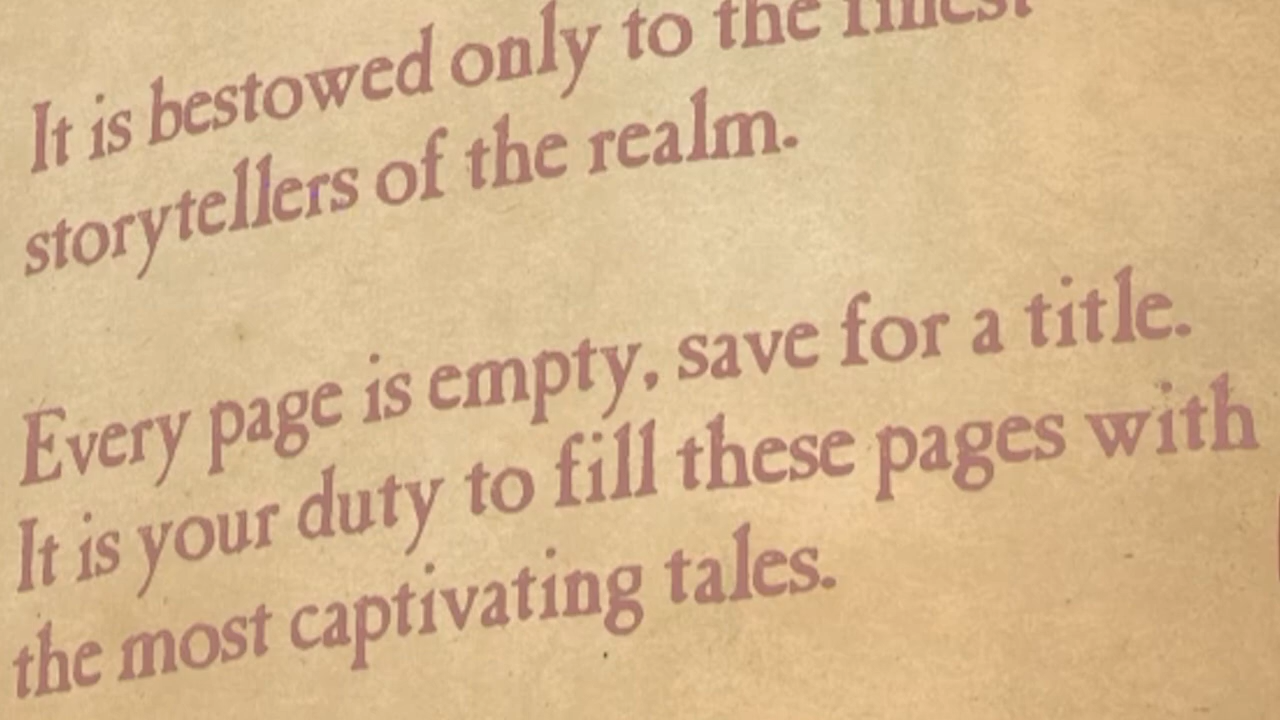 It is bestowed only to the finest
storytellers of the realm.
Every page is empty, save for a title.
It is your duty to fill these pages with
the most captivating tales.